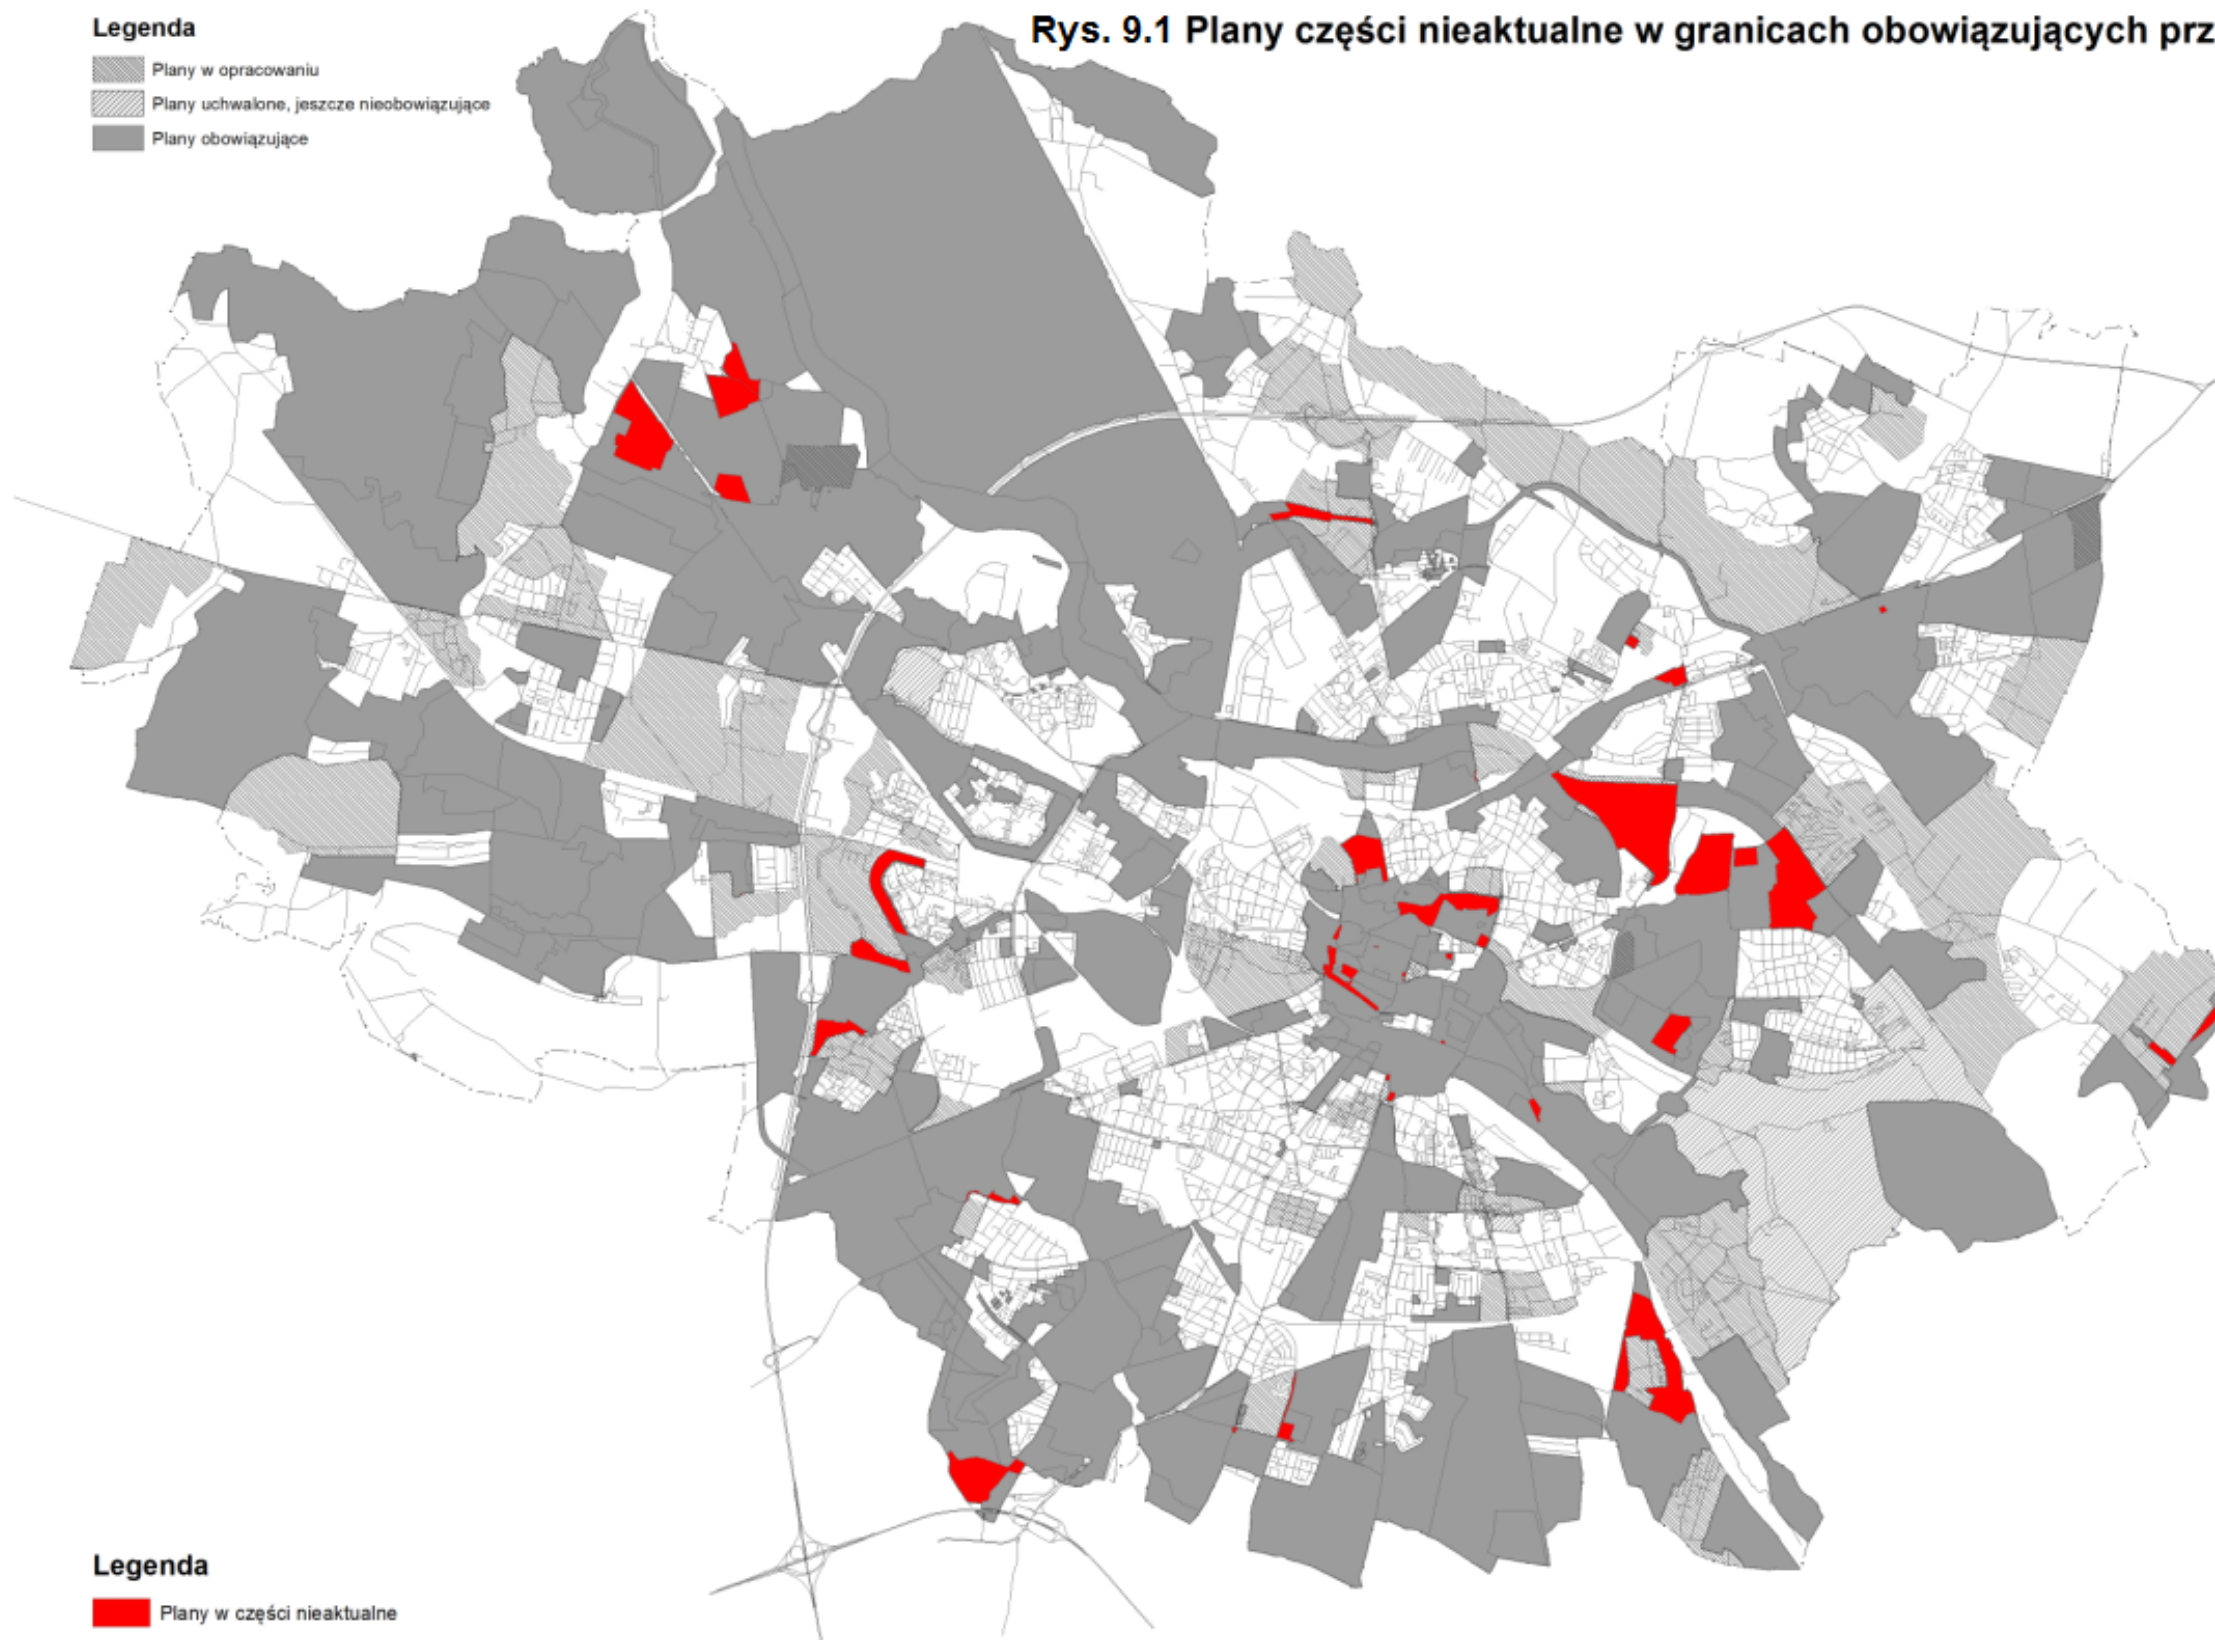 Rys. 9.1 Plany części nieaktualne w granicach obowiązujących prz
Legenda
Plany w opracowaniu
Plany uchwalone, jeszcze nieobowiązujące
Plany obowiązujące
Legenda
Plany w części nieaktualne